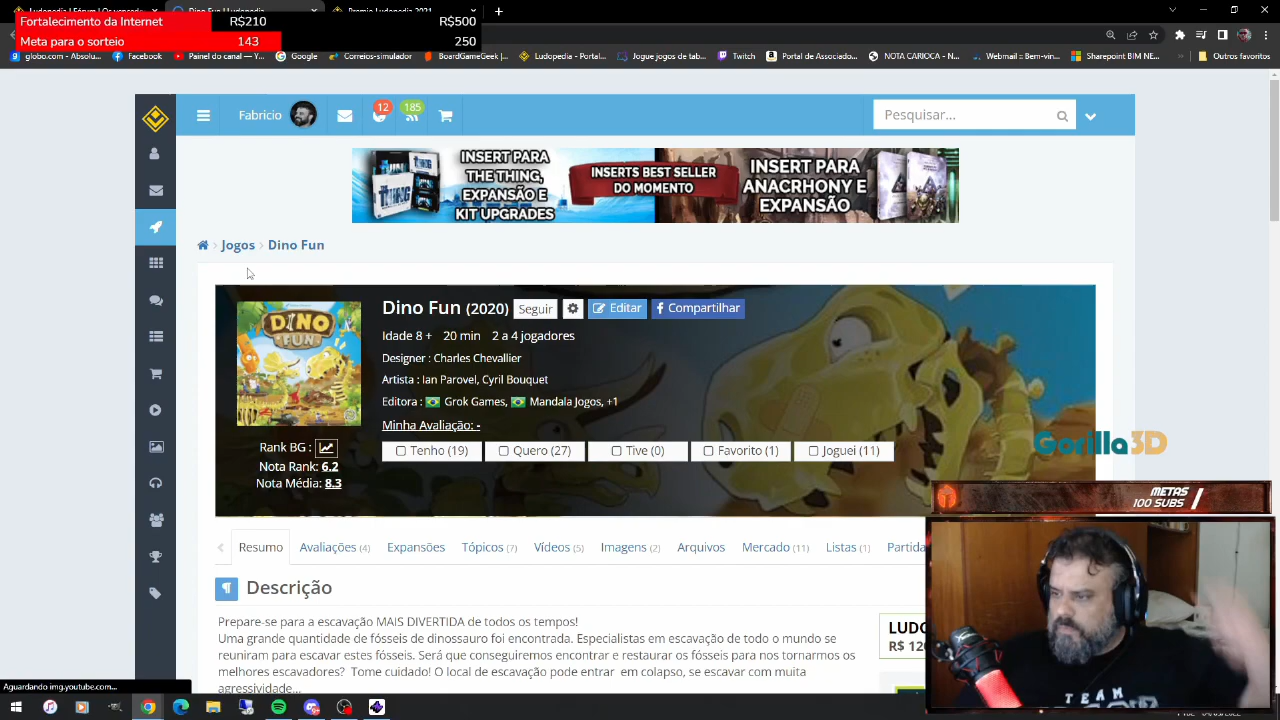 Fortalecimento da Internet R$210 R$500
Meta para o sorteio 143 250
globo.com - Absolu... Facebook Painel do canal — Y... Google Correios-simulador BoardGameGeek |... Ludopedia - Portal... Jogue jogos de tab... Twitch Portal de Associado... NOTA CARIOCA - N... Webmail :: Bem-vin... SharePoint BIM NE... Outros favoritos
Fabricio 12 185 Pesquisar...
INSERT PARA
THE THING,
EXPANSÃO E
KIT UPGRADES
INSERTS BEST SELLER
DO MOMENTO
INSERT PARA
ANACRHONY E
EXPANSÃO
Jogos > Dino Fun
DINO
FUN
Dino Fun (2020) Seguir Editar Compartilhar
Idade 8 + 20 min 2 a 4 jogadores
Designer : Charles Chevallier
Artista : Ian Parovel, Cyril Bouquet
Editora : Grok Games, Mandala Jogos, +1
Minha Avaliação: -
Tenho (19) Quero (27) Tive (0) Favorito (1) Joguei (11)
Rank BG :
Nota Rank: 6.2
Nota Média: 8.3
Gorilla3D
METAS
100 SUBS
Resumo Avaliações (4) Expansões Tópicos (7) Vídeos (5) Imagens (2) Arquivos Mercado (11) Listas (1) Partida
Descrição
Prepare-se para a escavação MAIS DIVERTIDA de todos os tempos!
Uma grande quantidade de fósseis de dinossauro foi encontrada. Especialistas em escavação de todo o mundo se
reuniram para escavar estes fósseis. Será que conseguiremos encontrar e restaurar os fósseis para nos tornarmos os
melhores escavadores? Tome cuidado! O local de escavação pode entrar em colapso, se escavar com muita
agressividade...
LUDO
R$ 120
TEAM
Aguardando img.youtube.com...